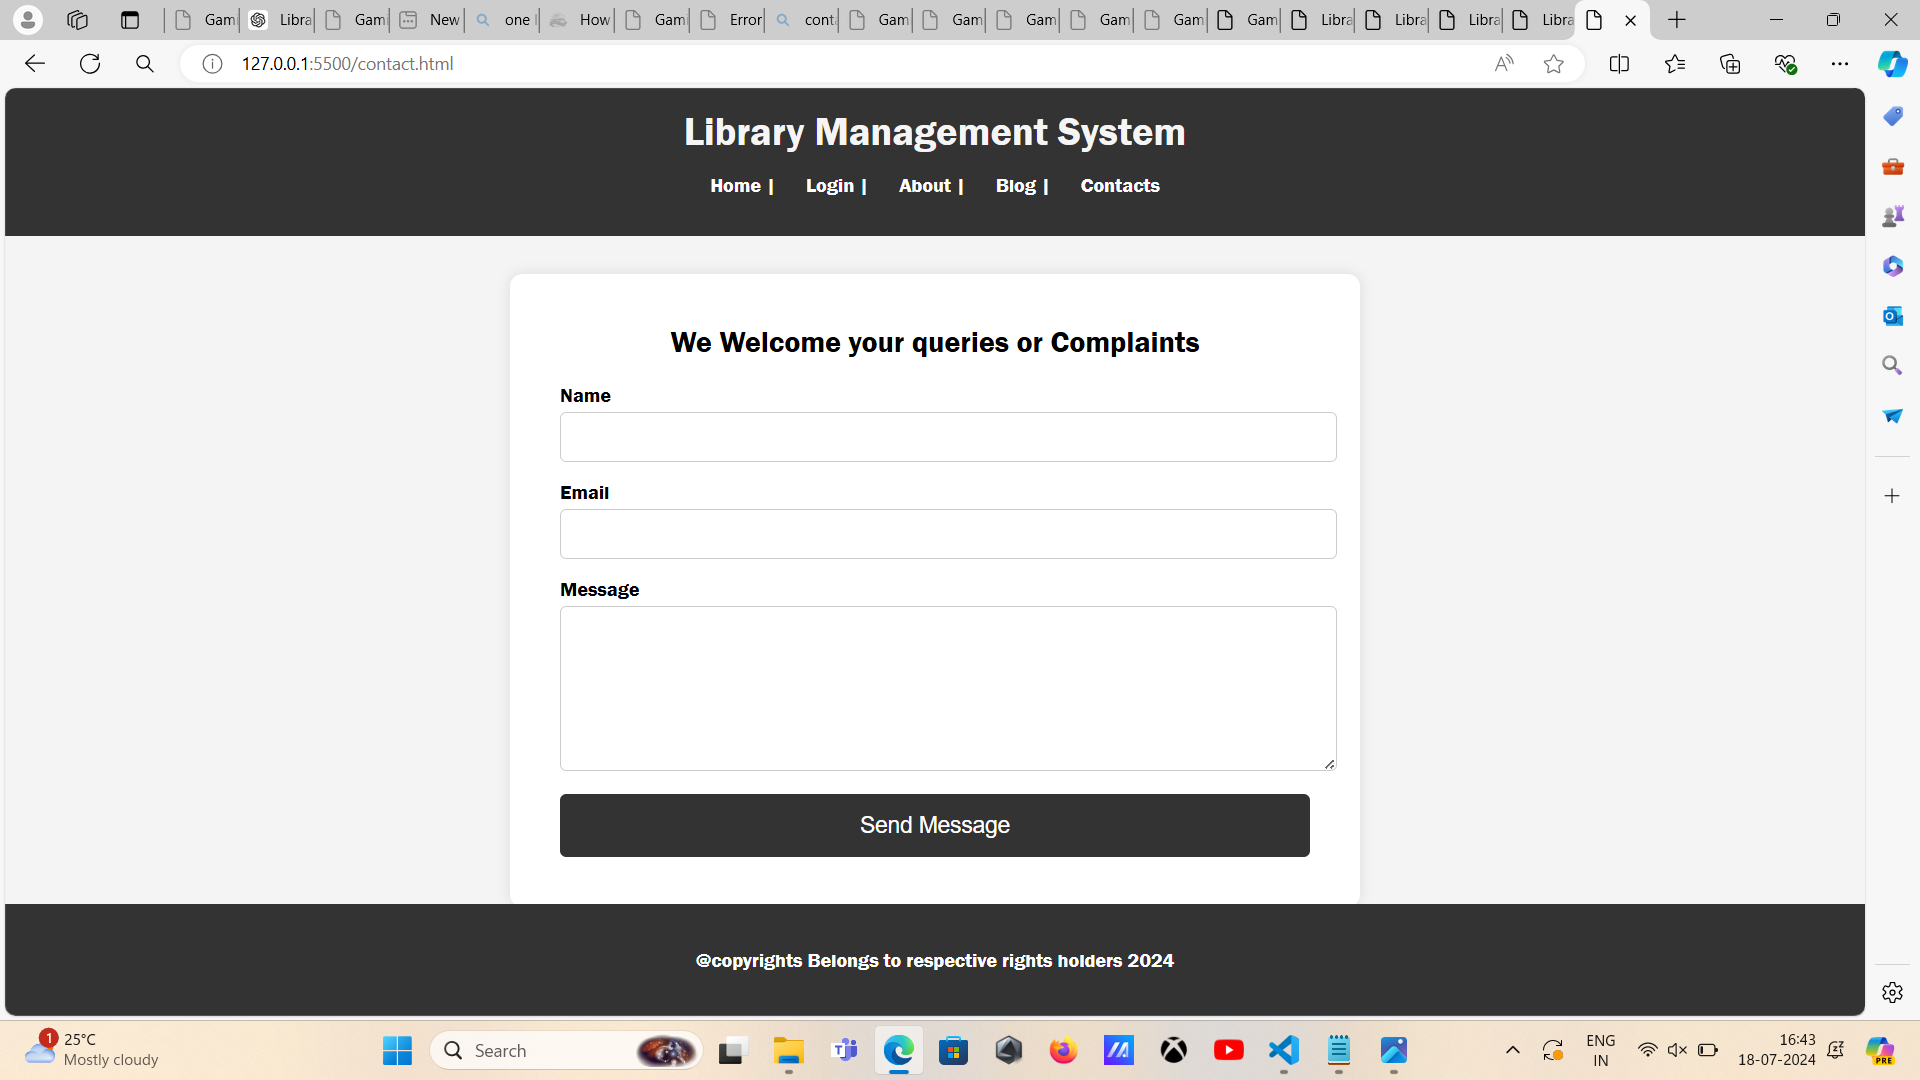 Gam
Libra
Gam
New
one
How
Gami
Error
cont
Gam
Gam
Gam
Gam
Gam
Gam
Libra
Libra
Libra
Libra
127.0.0.1:5500/contact.html
Library Management System
Home |
Login |
About |
Blog |
Contacts
We Welcome your queries or Complaints
Name
Email
Message
Send Message
@copyrights Belongs to respective rights holders 2024
1
25°C
Mostly cloudy
Search
ENG
IN
16:43
18-07-2024
PRE